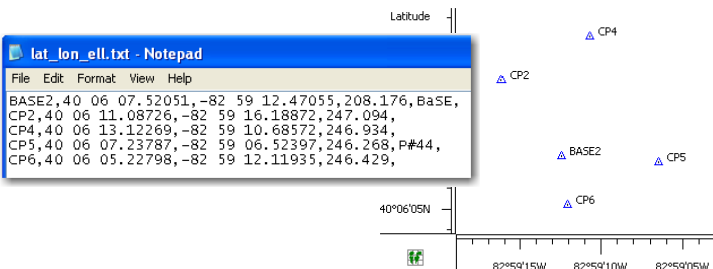 Latitude
CP4
lat_lon_ell.txt - Notepad
File Edit Format View Help
CP2
BASE2,40 06 07.52051,-82 59 12.47055,208.176,BaSE,
CP2,40 06 11.08726,-82 59 16.18872,247.094,
CP4,40 06 13.12269,-82 59 10.68572,246.934,
CP5,40 06 07.23787,-82 59 06.52397,246.268,P#44,
CP6,40 06 05.22798,-82 59 12.11935,246.429,
BASE2
CP5
CP6
40°06'05N
82°59'15W 82°59'10W 82°59'05W